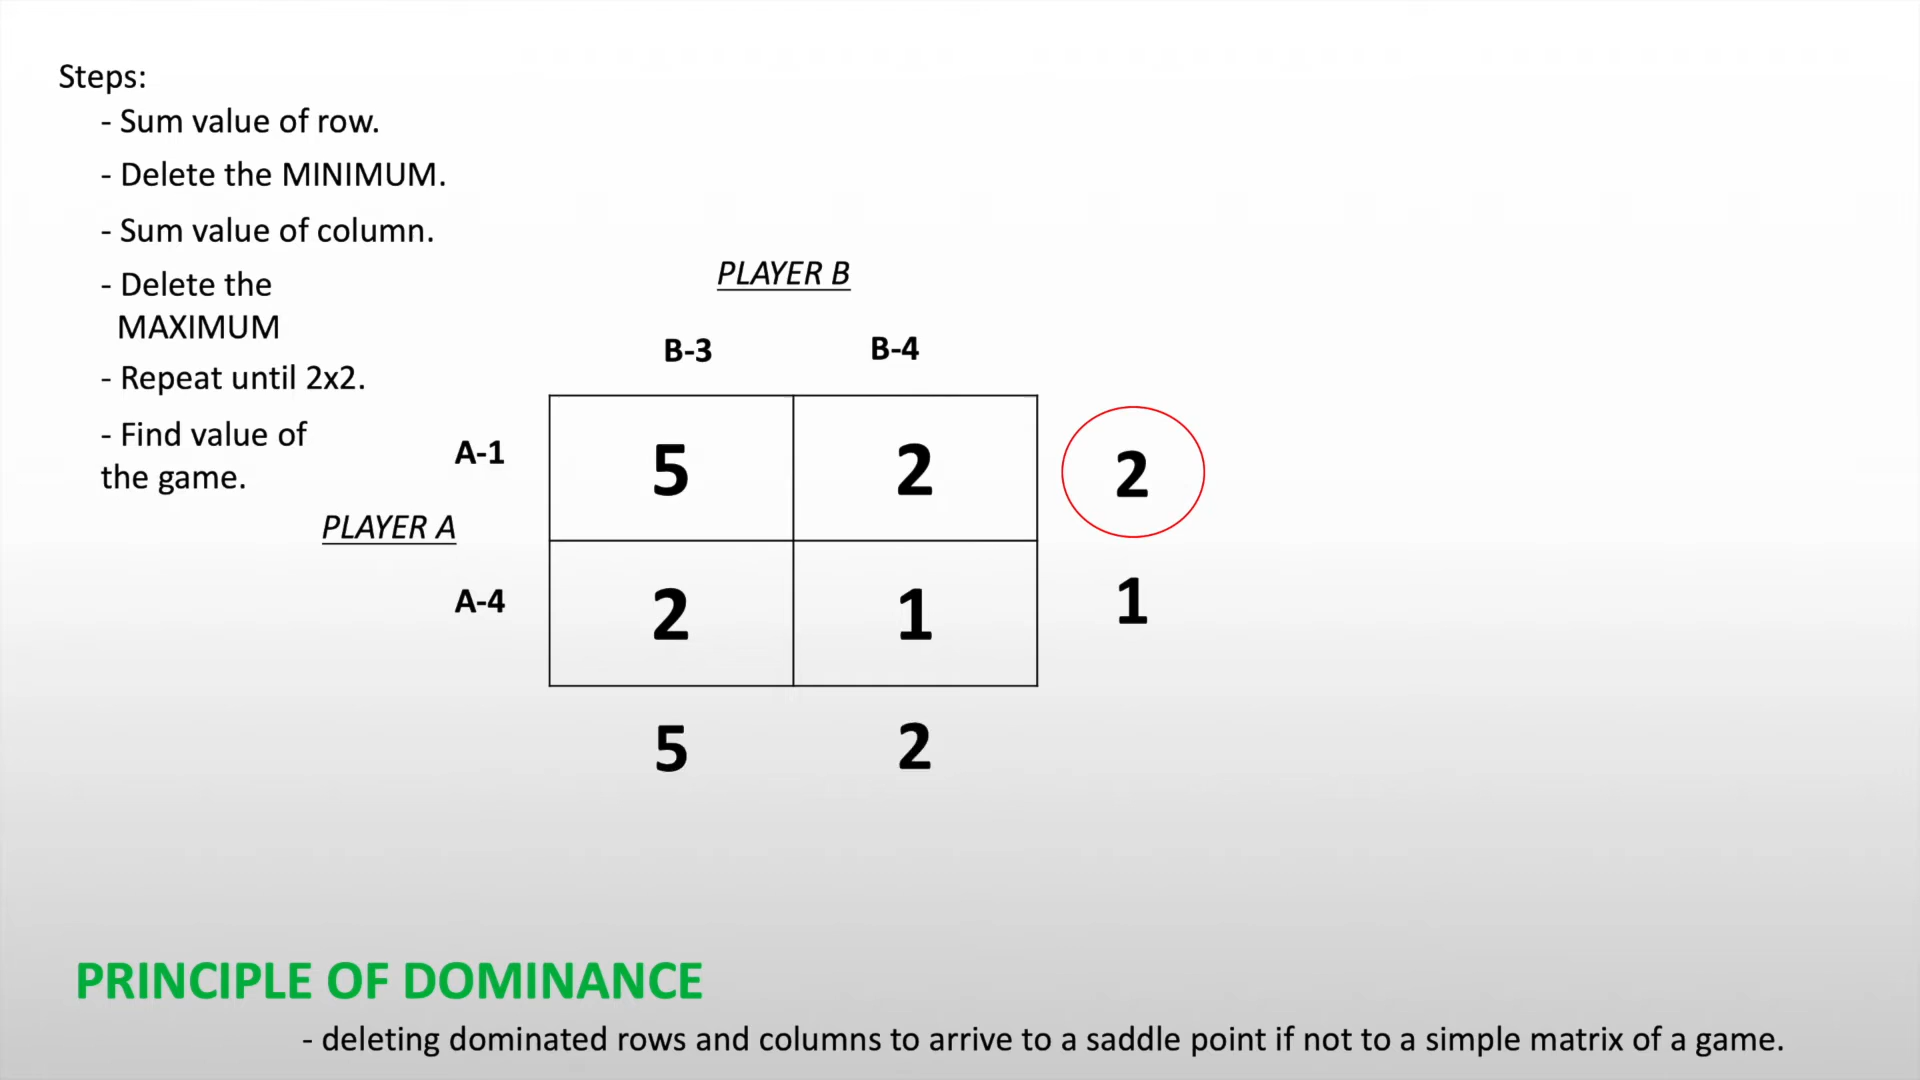 Steps:
- Sum value of row.
- Delete the MINIMUM.
- Sum value of column.
- Delete the
MAXIMUM
- Repeat until 2x2.
- Find value of
the game.
PLAYER B
B-3 B-4
PLAYER A
A-1 5 2 2
A-4 2 1 1
5 2
PRINCIPLE OF DOMINANCE
- deleting dominated rows and columns to arrive to a saddle point if not to a simple matrix of a game.